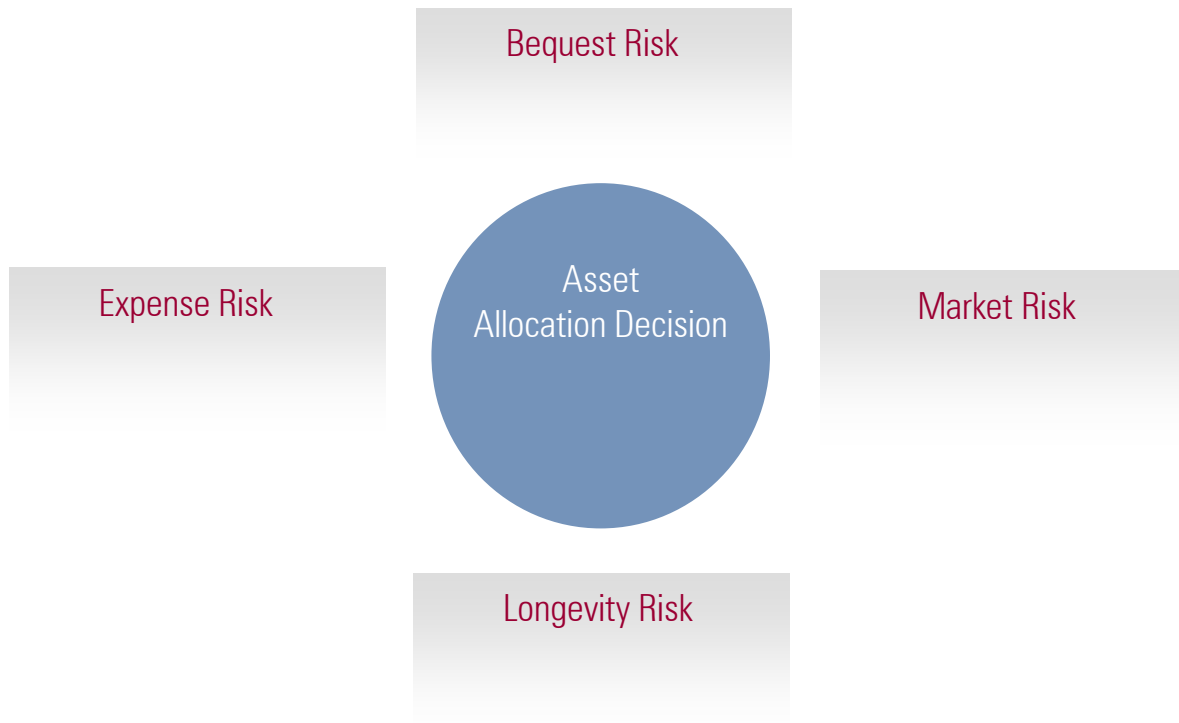 Bequest Risk
Asset
Allocation Decision
Expense Risk
Market Risk
Longevity Risk